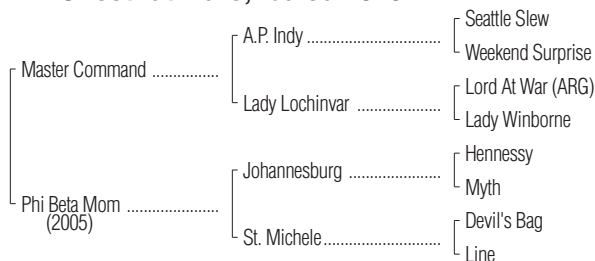 Seattle Slew
A.P. Indy ........................
Weekend Surprise
Master Command ................
Lord At War (ARG)
Lady Lochinvar ....................
Lady Winborne
Hennessy
Johannesburg ......................
Myth
Phi Beta Mom ......................
(2005)
Devil's Bag
St. Michele ............................
Line